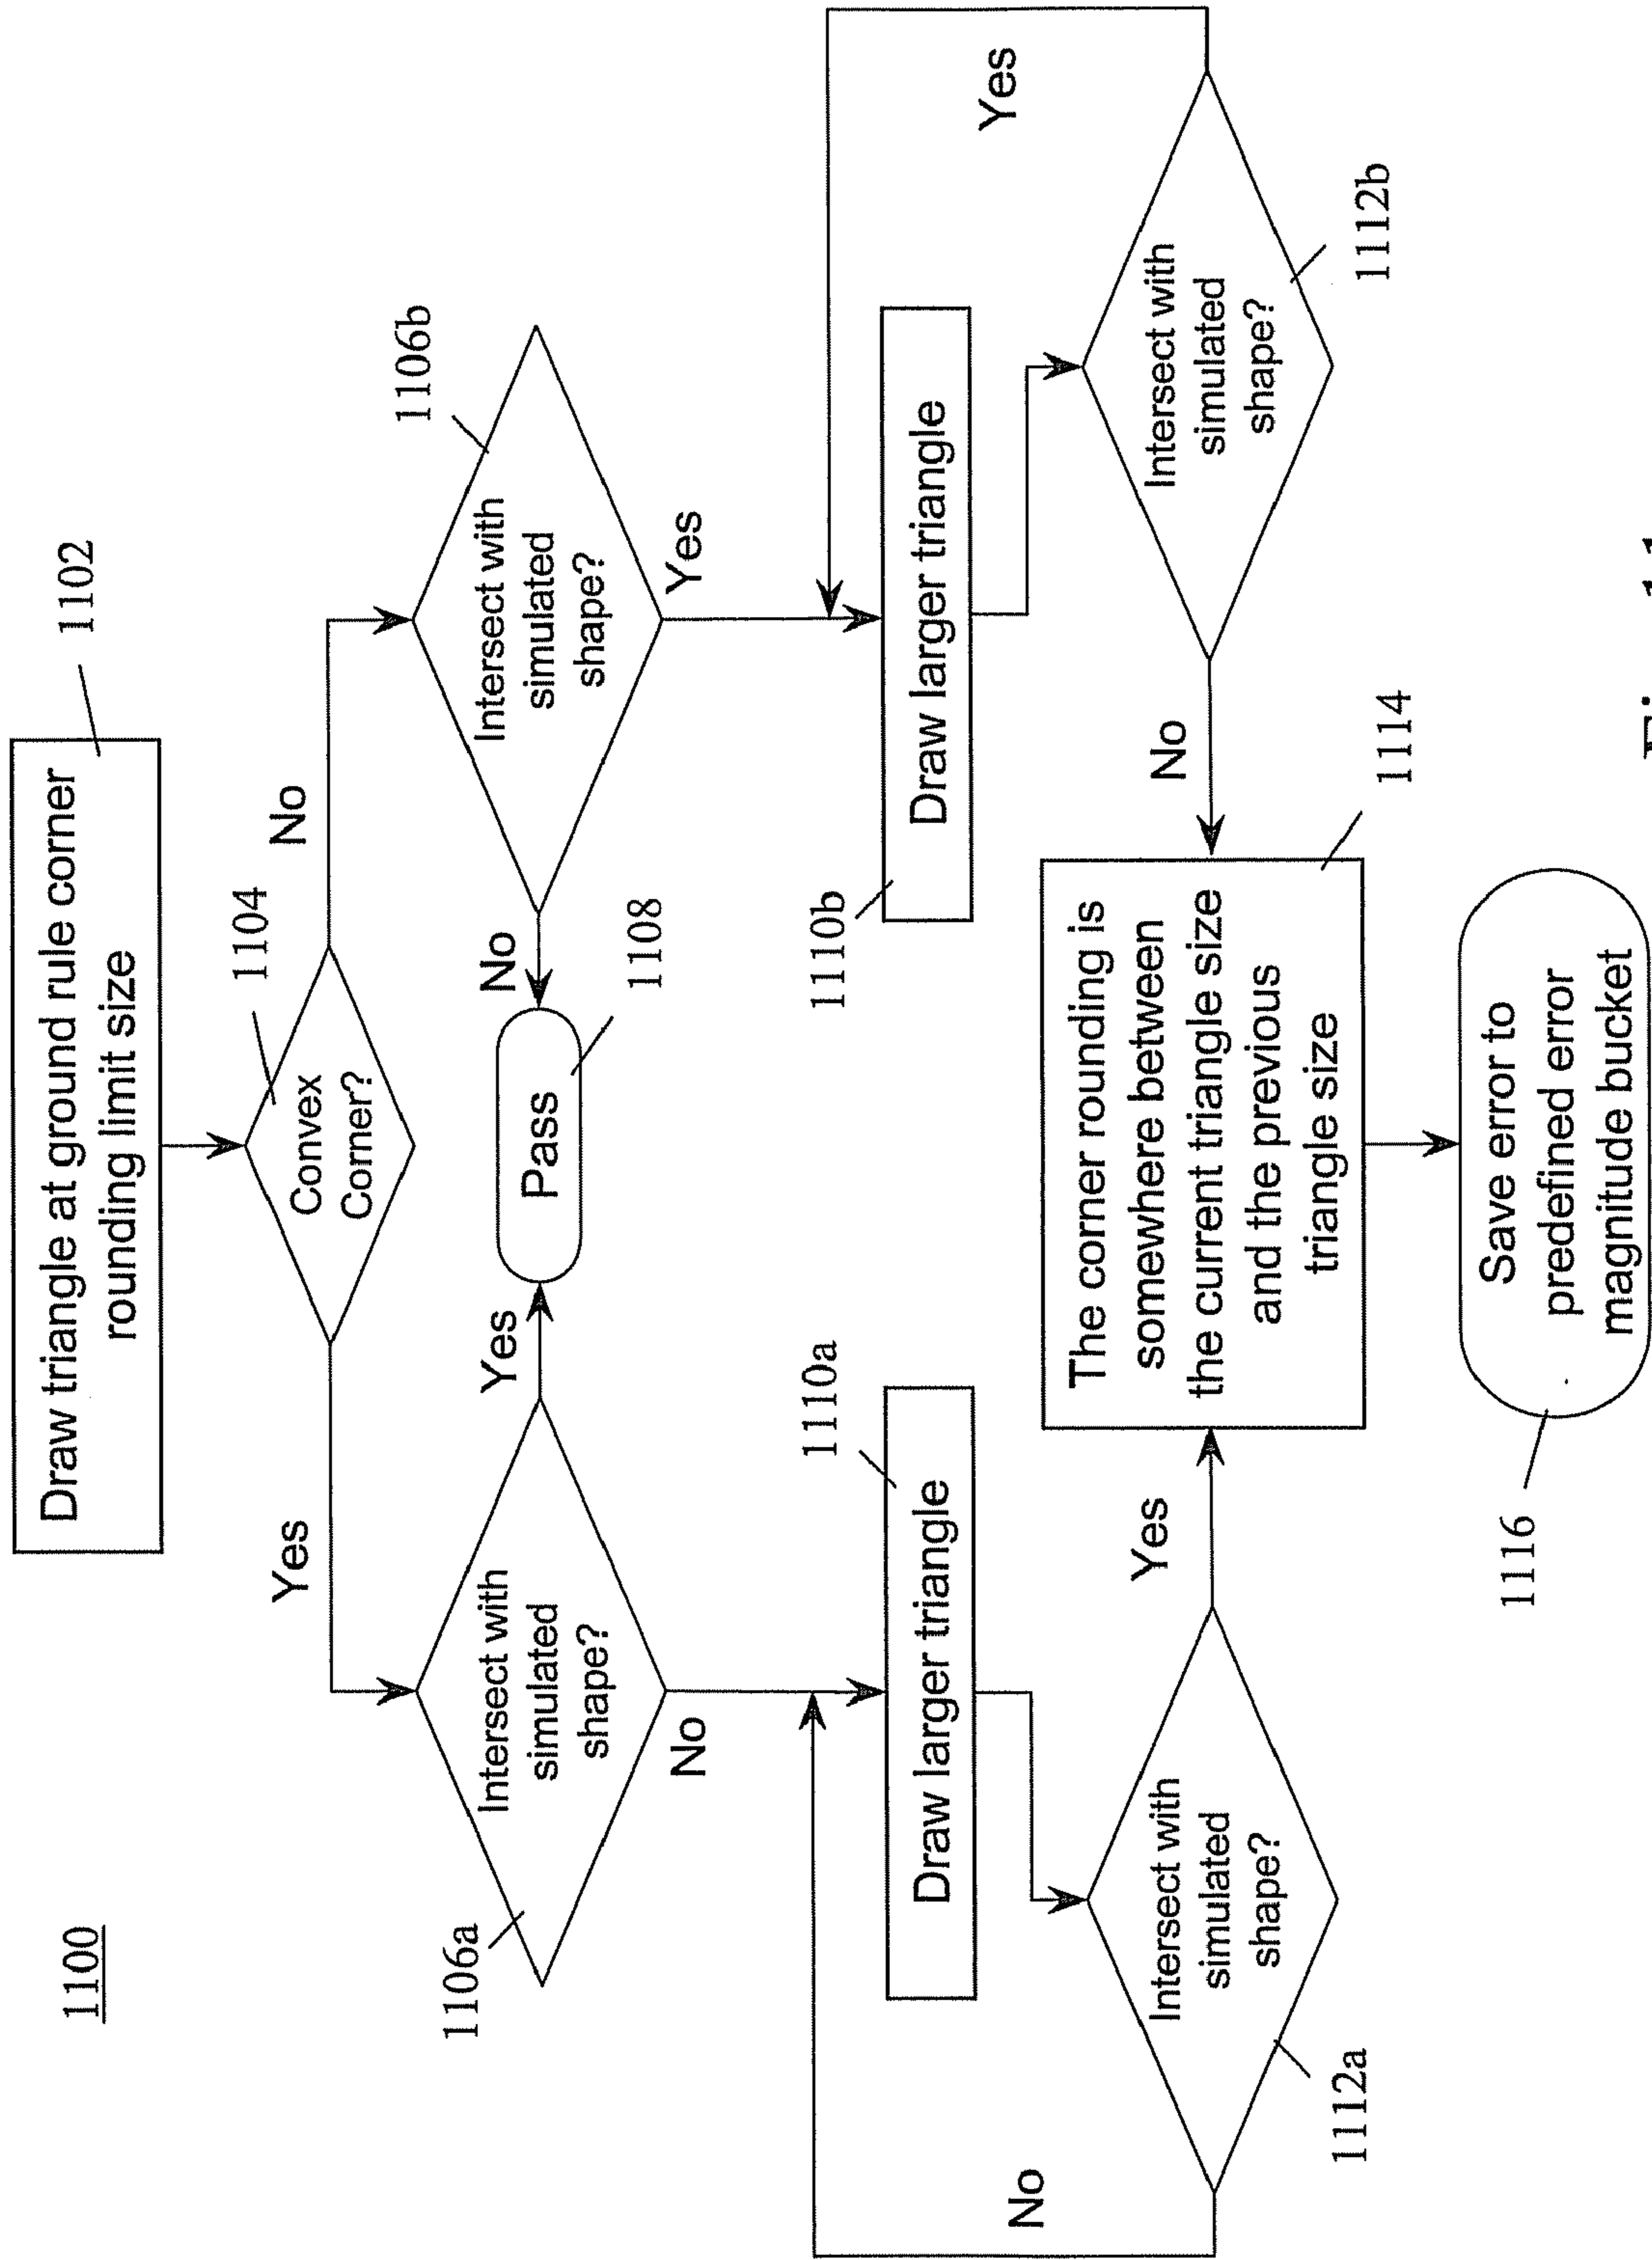 1100
Draw triangle at ground rule corner
rounding limit size
1102
Convex
Corner?
1104
Yes
No
Intersect with
simulated
shape?
1106a
Yes
No
Pass
1108
No
Intersect with
simulated
shape?
1106b
Yes
Draw larger triangle
1110a
Draw larger triangle
1110b
Intersect with
simulated
shape?
1112a
No
Yes
The corner rounding is
somewhere between
the current triangle size
and the previous
triangle size
1114
No
Intersect with
simulated
shape?
1112b
Yes
Save error to
predefined error
magnitude bucket
1116